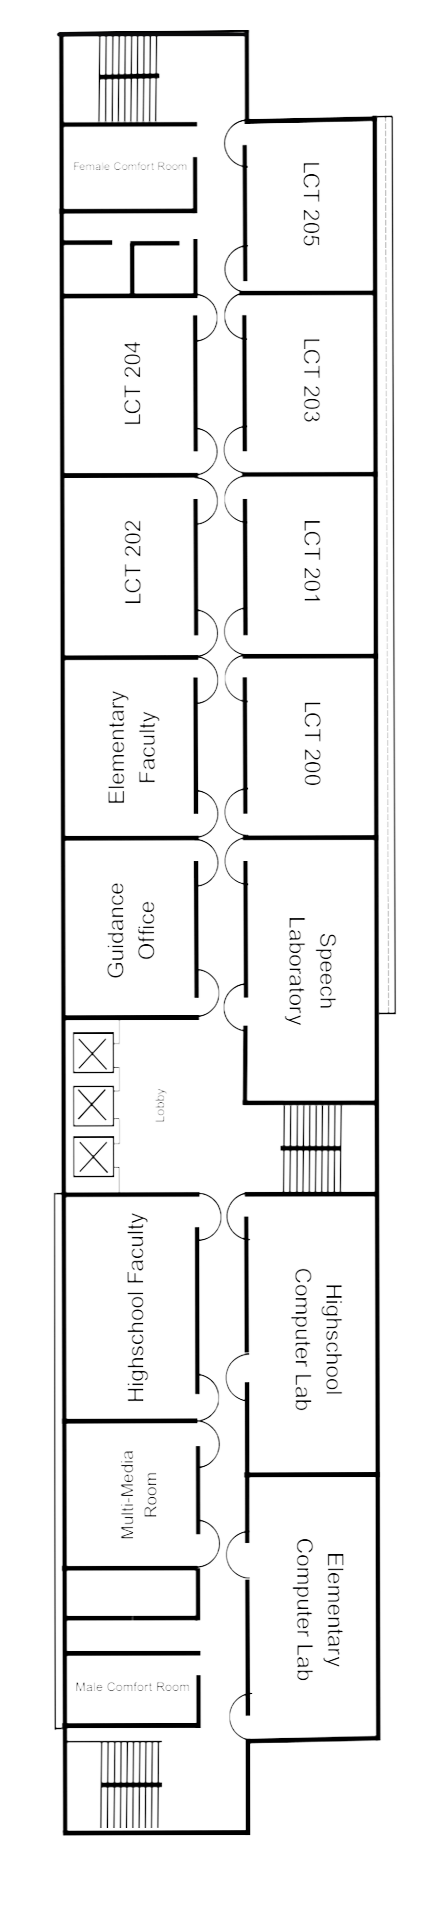 Female Comfort Room
LCT 205
LCT 204
LCT 203
LCT 202
LCT 201
Elementary
Faculty
LCT 200
Guidance
Office
Speech
Laboratory
Lobby
Highschool Faculty
Highschool
Computer Lab
Multi-Media
Room
Elementary
Computer Lab
Male Comfort Room